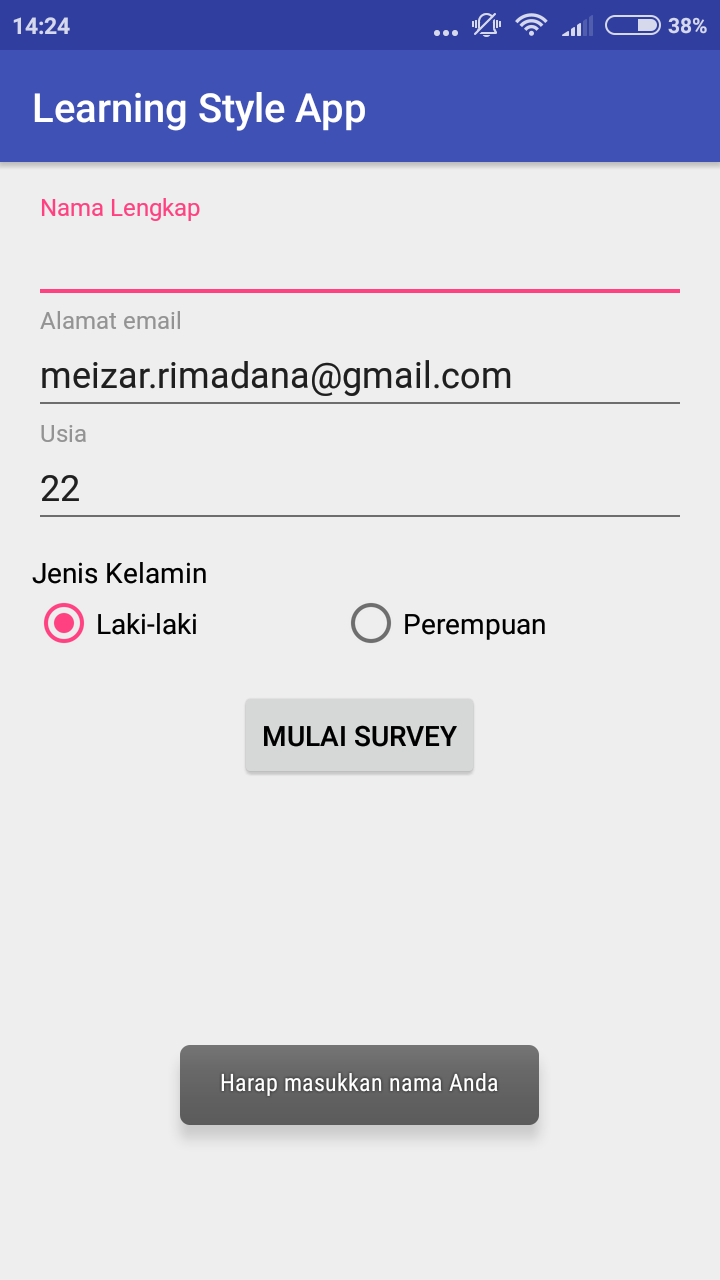 14:24
38%
Learning Style App
Nama Lengkap
Alamat email
meizar.rimadana@gmail.com
Usia
22
Jenis Kelamin
Laki-laki
Perempuan
MULAI SURVEY
Harap masukkan nama Anda